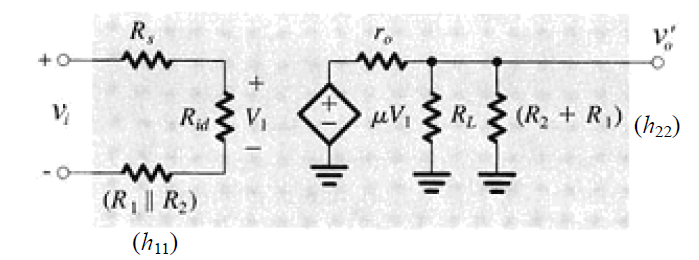 R_s
r_o
v_o'
+
+
v_i
R_id
V_1
+
−
μV_1
R_L
(R_2 + R_1)
(h_22)
−
-
(R_1 || R_2)
(h_11)